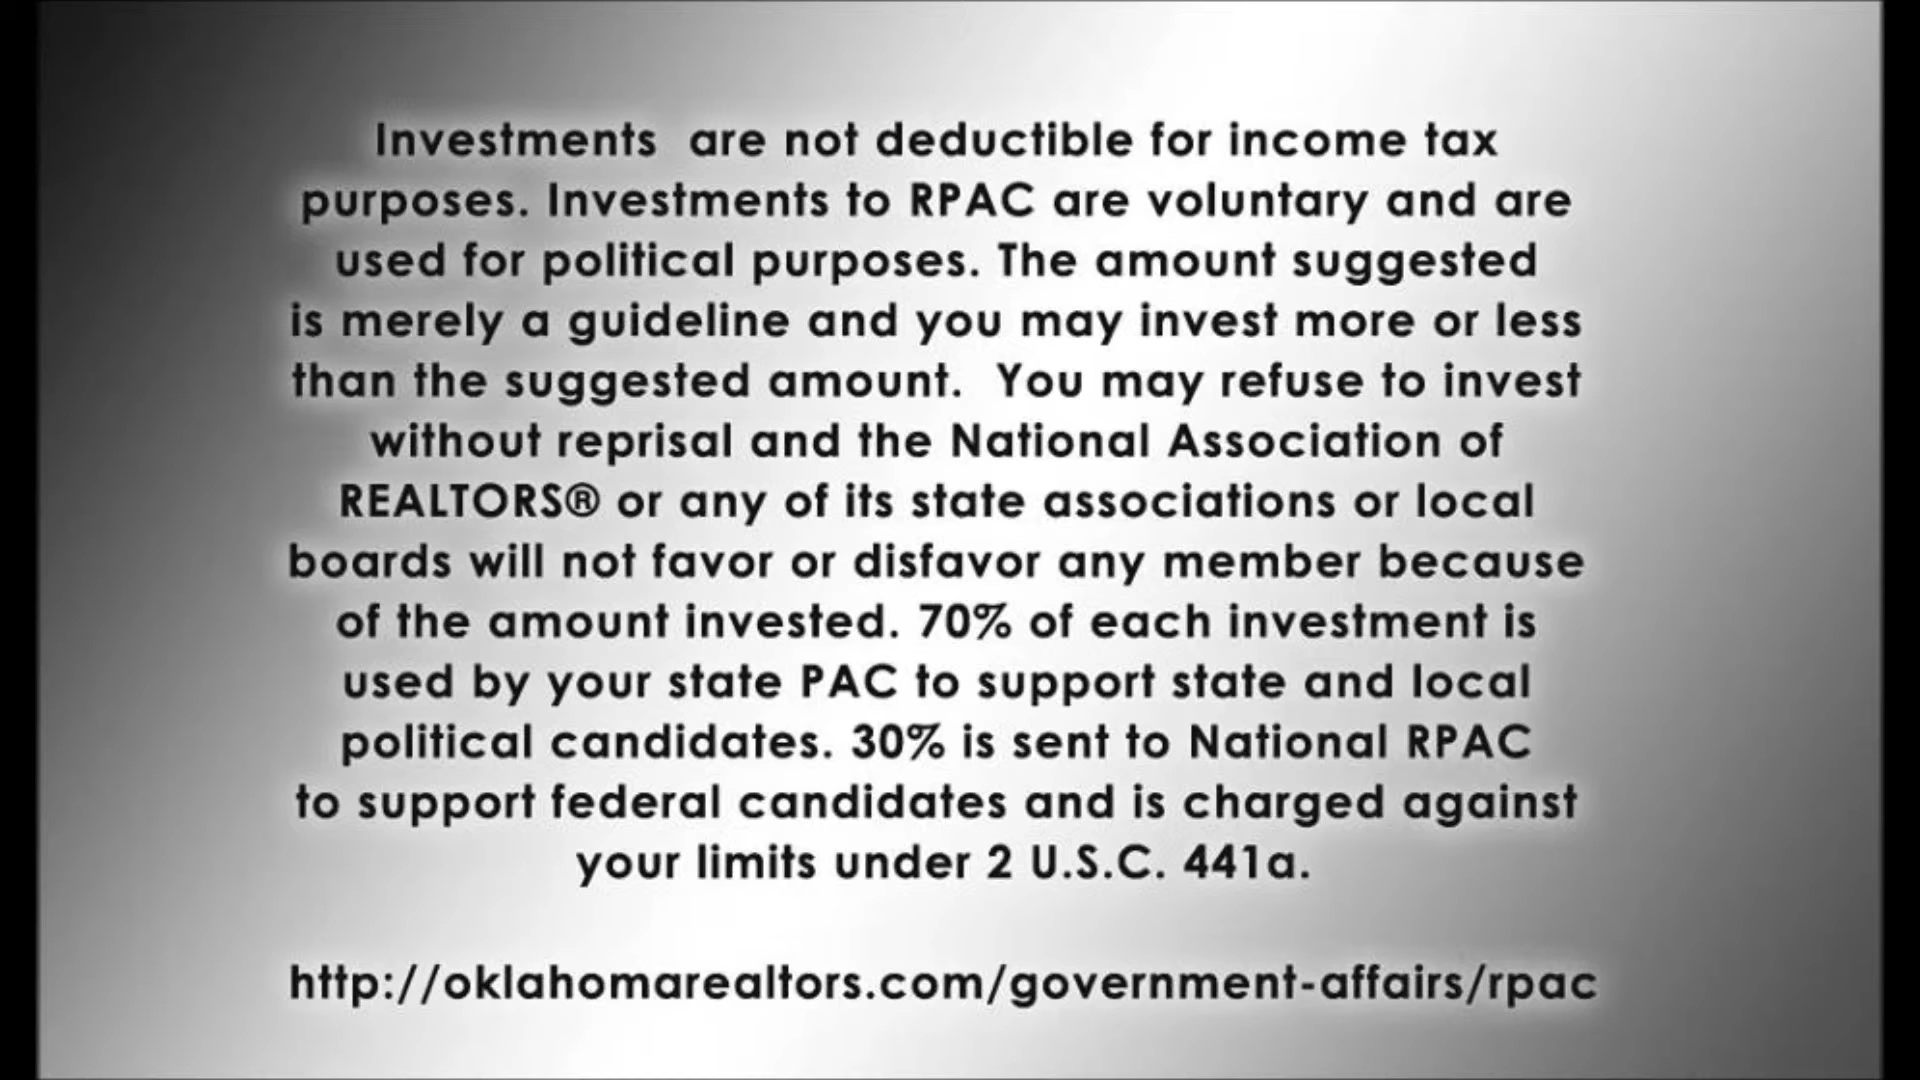 Investments  are not deductible for income tax
purposes. Investments to RPAC are voluntary and are
used for political purposes. The amount suggested
is merely a guideline and you may invest more or less
than the suggested amount.  You may refuse to invest
without reprisal and the National Association of
REALTORS® or any of its state associations or local
boards will not favor or disfavor any member because
of the amount invested. 70% of each investment is
used by your state PAC to support state and local
political candidates. 30% is sent to National RPAC
to support federal candidates and is charged against
your limits under 2 U.S.C. 441a.
http://oklahomarealtors.com/government-affairs/rpac